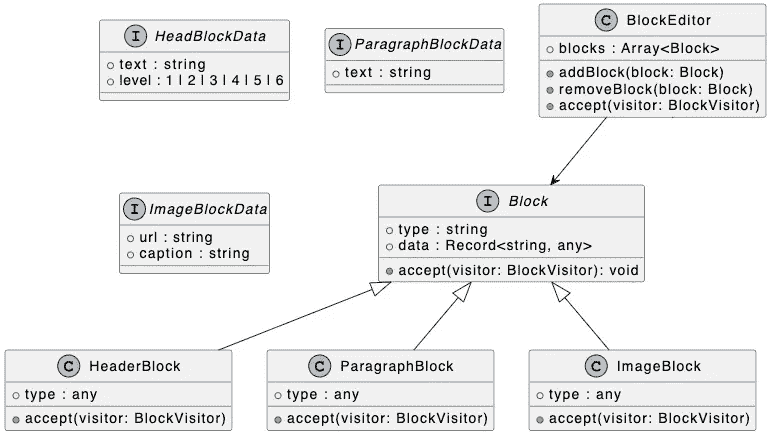 I HeadBlockData
text : string
level : 1 | 2 | 3 | 4 | 5 | 6
I ParagraphBlockData
text : string
C BlockEditor
blocks : Array<Block>
addBlock(block: Block)
removeBlock(block: Block)
accept(visitor: BlockVisitor)
I ImageBlockData
url : string
caption : string
I Block
type : string
data : Record<string, any>
accept(visitor: BlockVisitor): void
C HeaderBlock
type : any
accept(visitor: BlockVisitor)
C ParagraphBlock
type : any
accept(visitor: BlockVisitor)
C ImageBlock
type : any
accept(visitor: BlockVisitor)